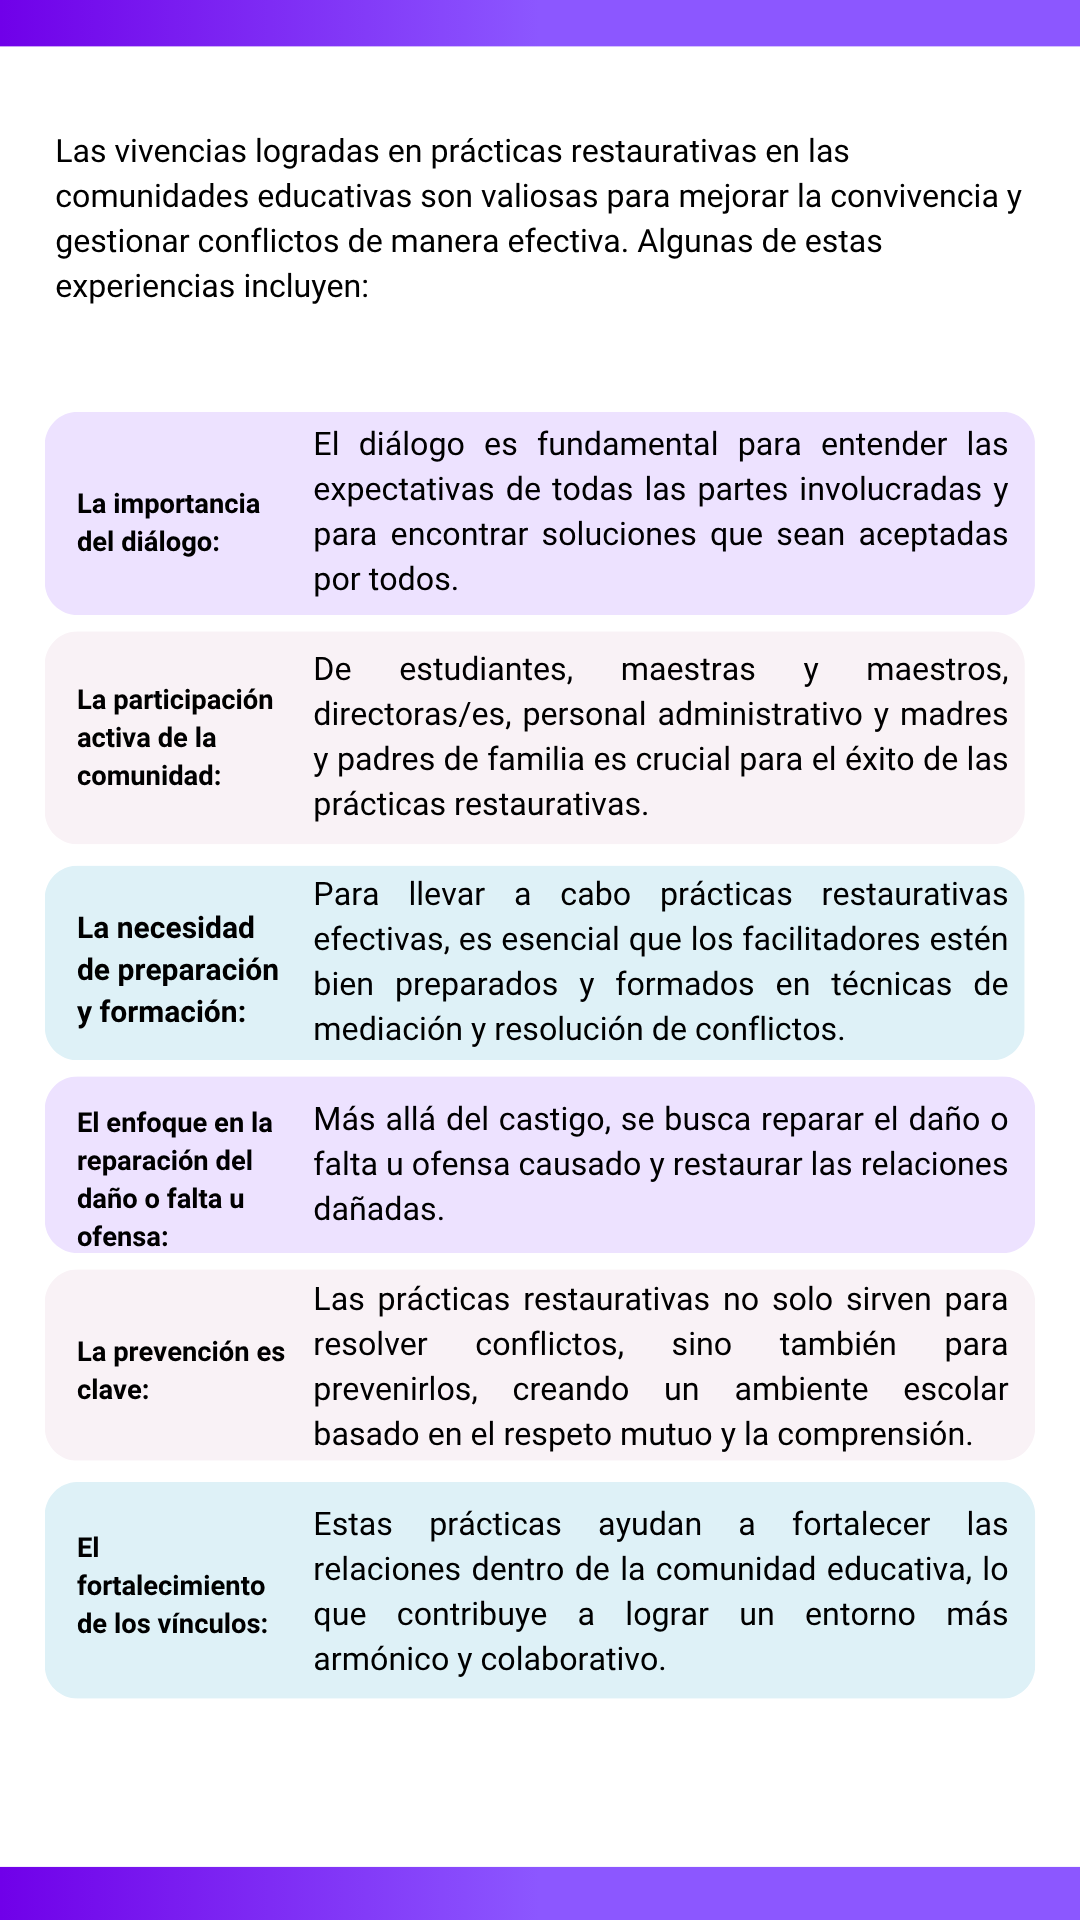 Las vivencias logradas en prácticas restaurativas en las
comunidades educativas son valiosas para mejorar la convivencia y
gestionar conflictos de manera efectiva. Algunas de estas
experiencias incluyen:
La importancia
del diálogo:
El diálogo es fundamental para entender las
expectativas de todas las partes involucradas y
para encontrar soluciones que sean aceptadas
por todos.
La participación
activa de la
comunidad:
De estudiantes, maestras y maestros,
directoras/es, personal administrativo y madres
y padres de familia es crucial para el éxito de las
prácticas restaurativas.
La necesidad
de preparación
y formación:
Para llevar a cabo prácticas restaurativas
efectivas, es esencial que los facilitadores estén
bien preparados y formados en técnicas de
mediación y resolución de conflictos.
El enfoque en la
reparación del
daño o falta u
ofensa:
Más allá del castigo, se busca reparar el daño o
falta u ofensa causado y restaurar las relaciones
dañadas.
La prevención es
clave:
Las prácticas restaurativas no solo sirven para
resolver conflictos, sino también para
prevenirlos, creando un ambiente escolar
basado en el respeto mutuo y la comprensión.
El
fortalecimiento
de los vínculos:
Estas prácticas ayudan a fortalecer las
relaciones dentro de la comunidad educativa, lo
que contribuye a lograr un entorno más
armónico y colaborativo.